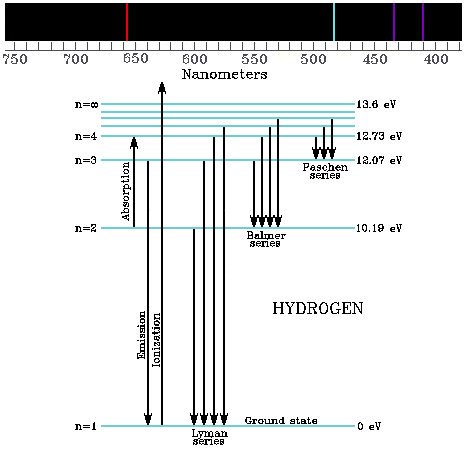 750 700 650 600 550 500 450 400
Nanometers
n=∞ 13.6 eV
n=4 12.73 eV
n=3 12.07 eV
Absorption
Paschen
series
n=2 10.19 eV
Balmer
series
HYDROGEN
Emission
Ionization
n=1 Ground state 0 eV
Lyman
series